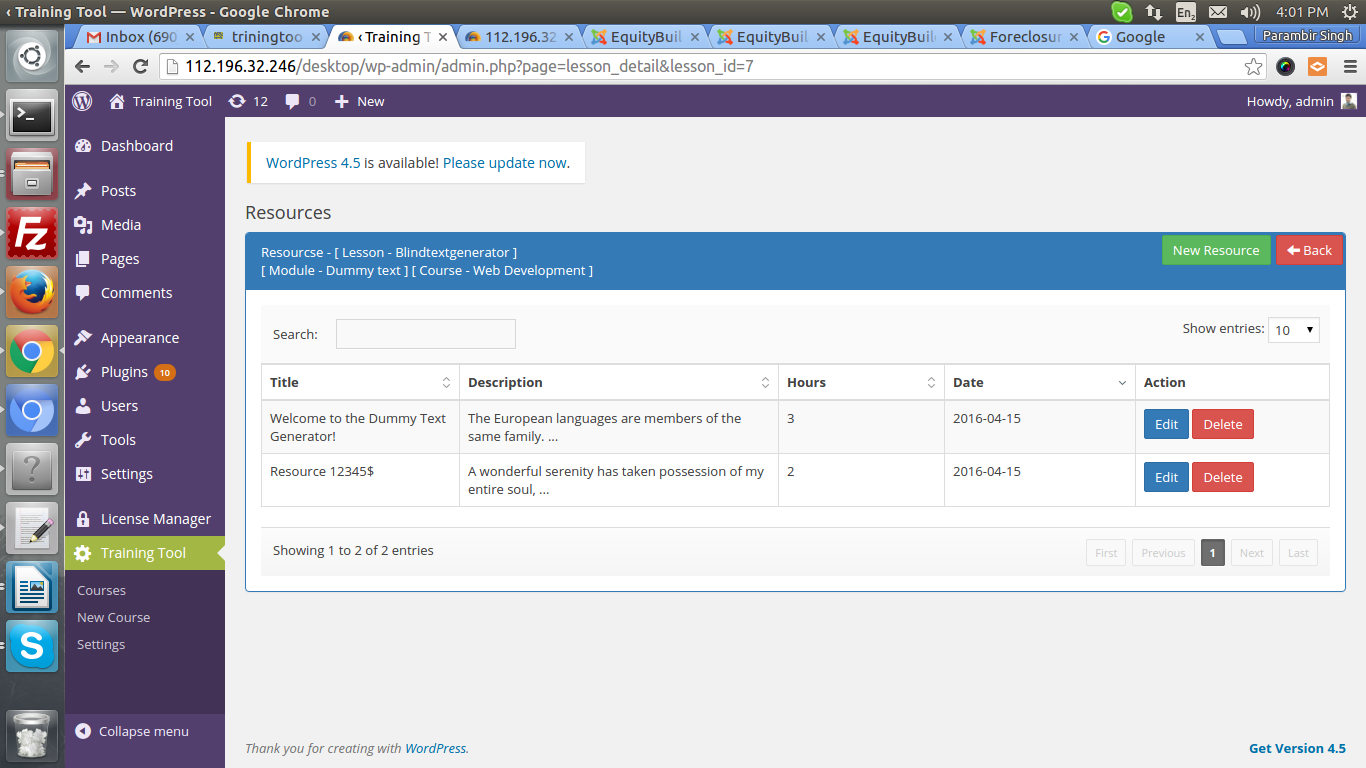 ‹ Training Tool — WordPress - Google Chrome
En2
4:01 PM
Inbox (690
triningtoo
‹ Training T
112.196.32
EquityBuil
EquityBuil
EquityBuil
Foreclosur
Google
Parambir Singh
112.196.32.246/desktop/wp-admin/admin.php?page=lesson_detail&lesson_id=7
Training Tool
12
0
New
Howdy, admin
Dashboard
Posts
Media
Pages
Comments
Appearance
Plugins 10
Users
Tools
Settings
License Manager
Training Tool
Courses
New Course
Settings
Collapse menu
WordPress 4.5 is available! Please update now.
Resources
Resourcse - [ Lesson - Blindtextgenerator ]
[ Module - Dummy text ] [ Course - Web Development ]
New Resource
Back
Search:
Show entries: 10
Title Description Hours Date Action
Welcome to the Dummy Text
Generator!
The European languages are members of the
same family. ...
3
2016-04-15
Edit Delete
Resource 12345$
A wonderful serenity has taken possession of my
entire soul, ...
2
2016-04-15
Edit Delete
Showing 1 to 2 of 2 entries
First Previous 1 Next Last
Thank you for creating with WordPress.
Get Version 4.5